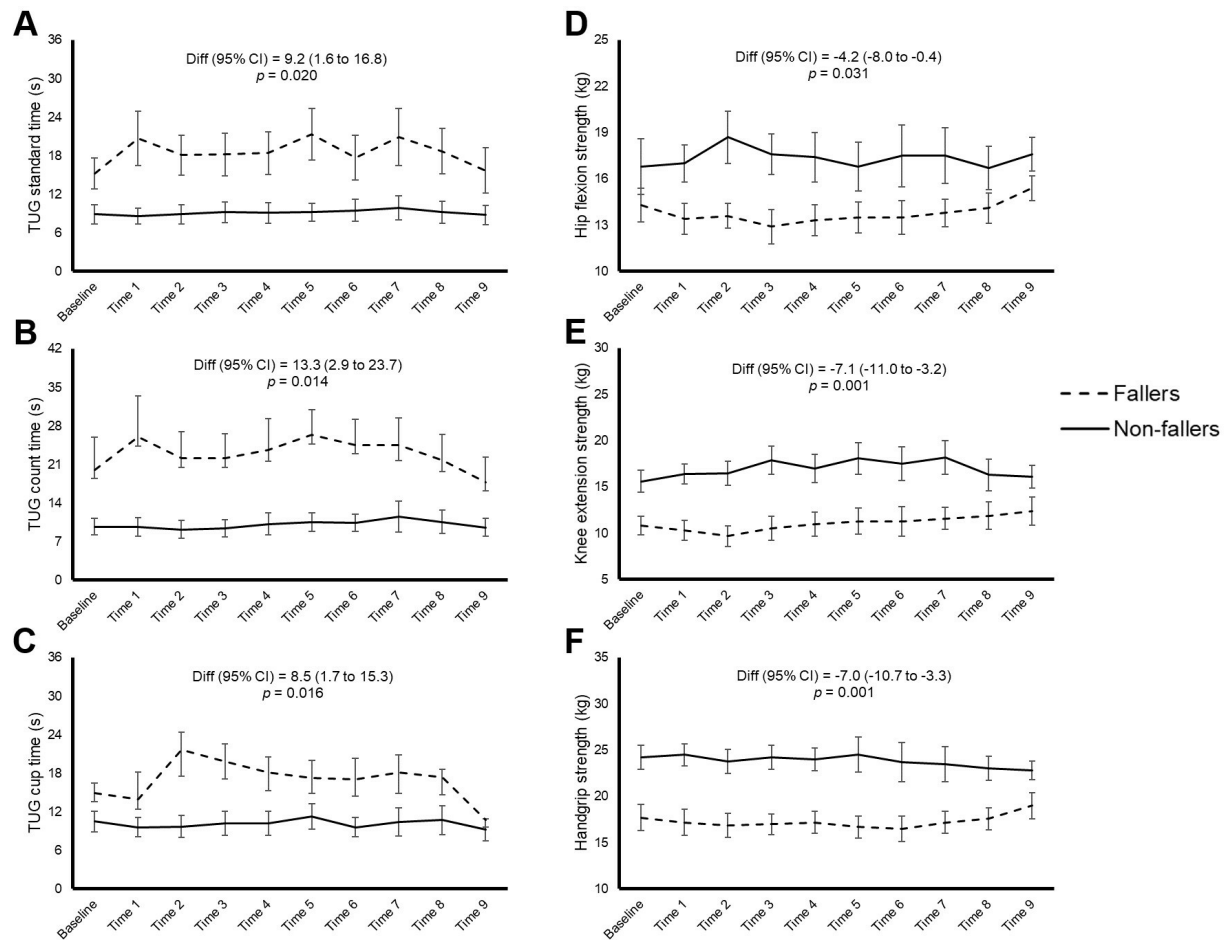 A
TUG standard time (s)
36
30
24
18
12
6
0
Diff (95% CI) = 9.2 (1.6 to 16.8)
p = 0.020
Baseline
Time 1
Time 2
Time 3
Time 4
Time 5
Time 6
Time 7
Time 8
Time 9
B
TUG count time (s)
42
35
28
21
14
7
0
Diff (95% CI) = 13.3 (2.9 to 23.7)
p = 0.014
Baseline
Time 1
Time 2
Time 3
Time 4
Time 5
Time 6
Time 7
Time 8
Time 9
C
TUG cup time (s)
36
30
24
18
12
6
0
Diff (95% CI) = 8.5 (1.7 to 15.3)
p = 0.016
Baseline
Time 1
Time 2
Time 3
Time 4
Time 5
Time 6
Time 7
Time 8
Time 9
D
Hip flexion strength (kg)
25
22
19
16
13
10
Diff (95% CI) = -4.2 (-8.0 to -0.4)
p = 0.031
Baseline
Time 1
Time 2
Time 3
Time 4
Time 5
Time 6
Time 7
Time 8
Time 9
E
Knee extension strength (kg)
30
25
20
15
10
5
Diff (95% CI) = -7.1 (-11.0 to -3.2)
p = 0.001
Baseline
Time 1
Time 2
Time 3
Time 4
Time 5
Time 6
Time 7
Time 8
Time 9
F
Handgrip strength (kg)
35
30
25
20
15
10
Diff (95% CI) = -7.0 (-10.7 to -3.3)
p = 0.001
Baseline
Time 1
Time 2
Time 3
Time 4
Time 5
Time 6
Time 7
Time 8
Time 9
Fallers
Non-fallers